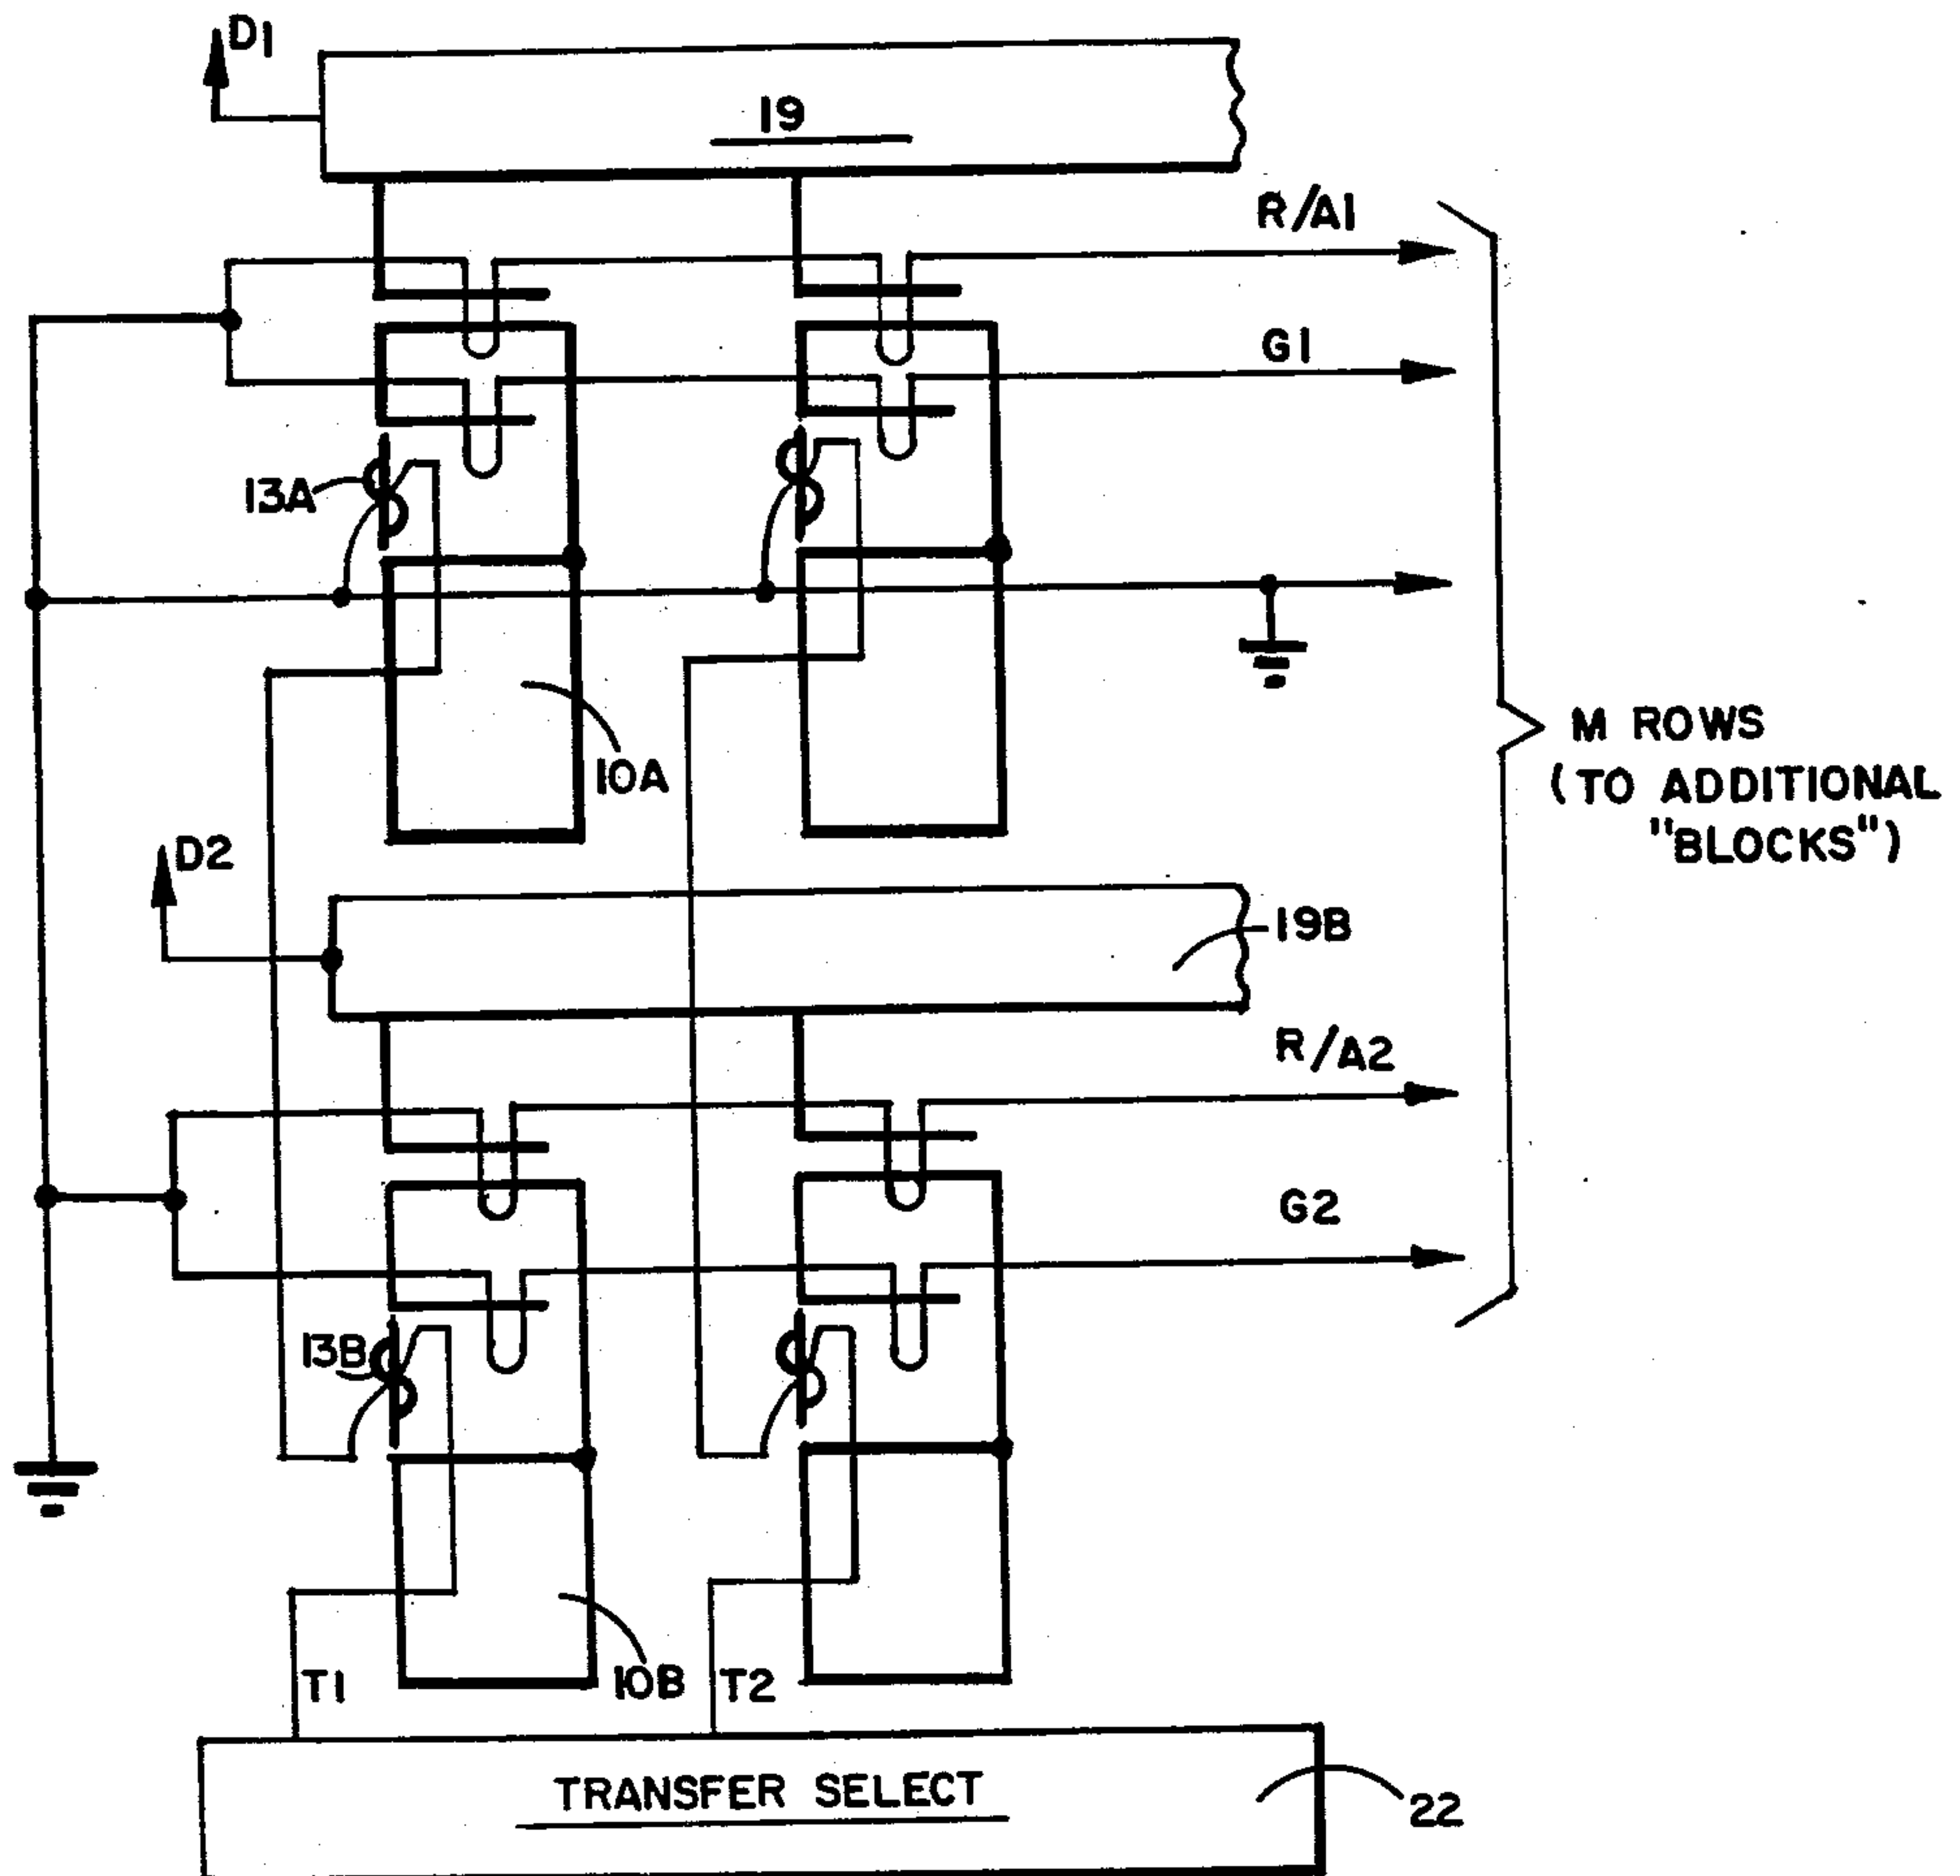 D1
19
R/A1
G1
13A
10A
M ROWS
(TO ADDITIONAL
"BLOCKS")
D2
19B
R/A2
G2
13B
10B
T1
T2
TRANSFER SELECT
22